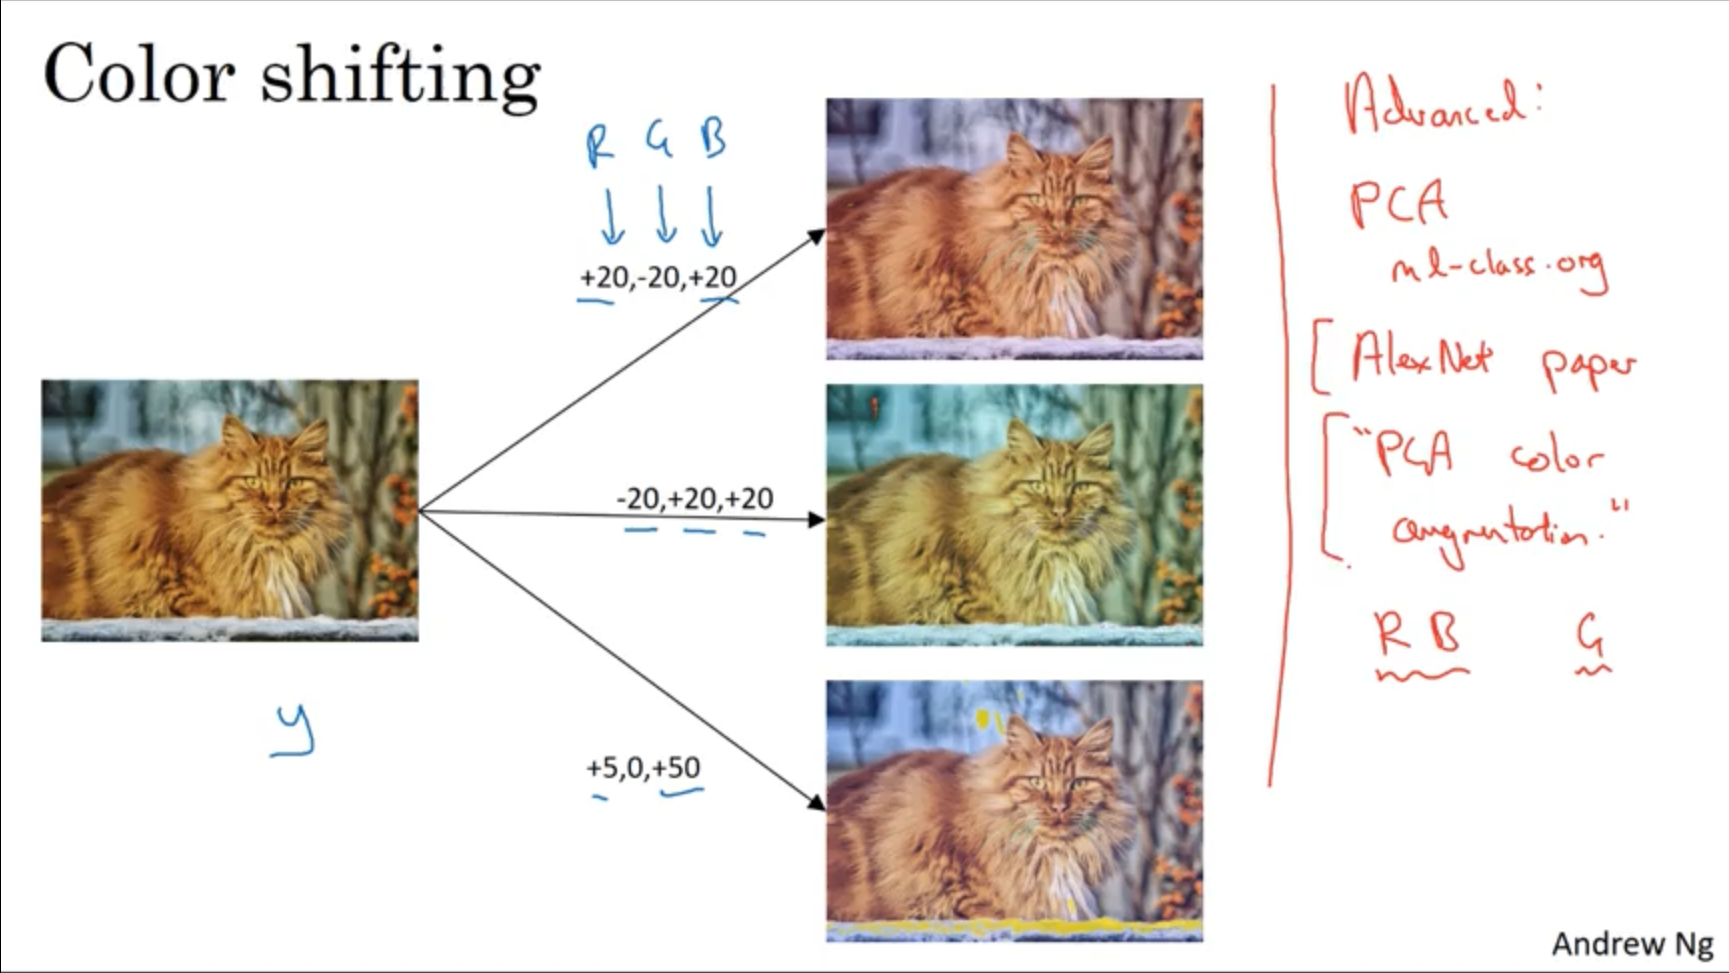 Color shifting
R G B
+20,-20,+20
-20,+20,+20
+5,0,+50
y
Advanced:
PCA
ml-class.org
[AlexNet paper
["PCA color
augmentation."
R B G
Andrew Ng